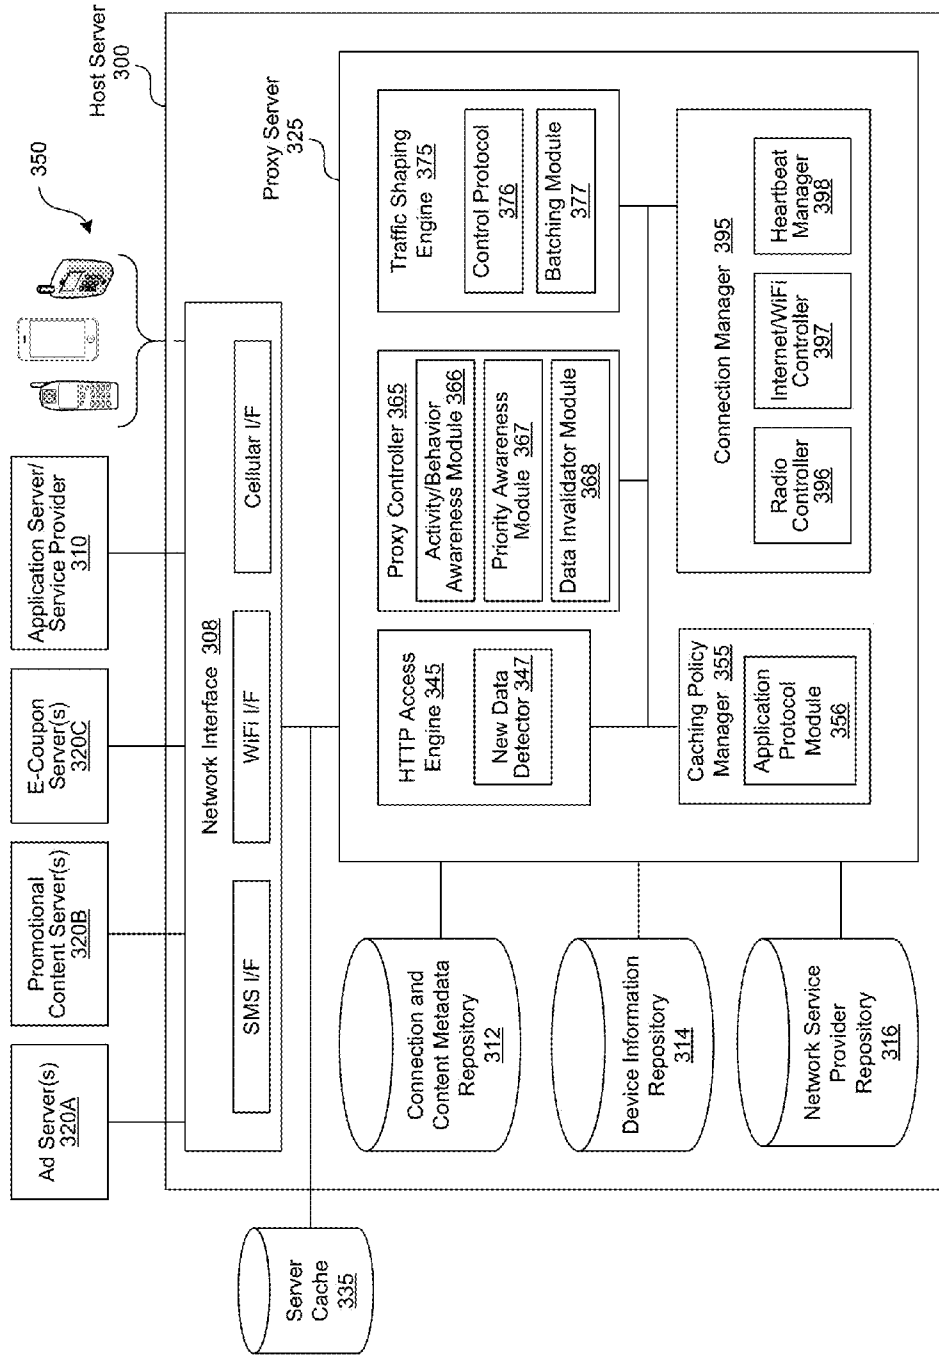 Ad Server(s)
320A
Promotional
Content Server(s)
320B
E-Coupon
Server(s)
320C
Application Server/
Service Provider
310
350
Host Server
300
Network Interface 308
SMS I/F
WiFi I/F
Cellular I/F
Server
Cache
335
Proxy Server
325
Connection and
Content Metadata
Repository
312
Device Information
Repository
314
Network Service
Provider
Repository
316
HTTP Access
Engine 345
New Data
Detector 347
Proxy Controller 365
Activity/Behavior
Awareness Module 366
Priority Awareness
Module 367
Data Invalidator Module
368
Traffic Shaping
Engine 375
Control Protocol
376
Batching Module
377
Caching Policy
Manager 355
Application
Protocol
Module
356
Connection Manager 395
Radio
Controller
396
Internet/WiFi
Controller
397
Heartbeat
Manager
398